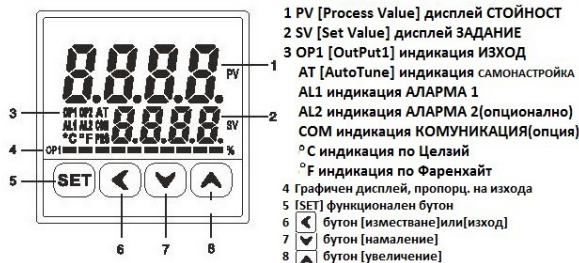 8.8.8.8. PV
OP1 OP2 AT
AL1 AL2 COM
°C °F PRG
8.8.8.8. SV
OP1 %
SET
1
2
3
4
5
6
7
8
1 PV [Process Value] дисплей СТОЙНОСТ
2 SV [Set Value] дисплей ЗАДАНИЕ
3 OP1 [OutPut1] индикация ИЗХОД
AT [AutoTune] индикация САМОНАСТРОЙКА
AL1 индикация АЛАРМА 1
AL2 индикация АЛАРМА 2(опционално)
COM индикация КОМУНИКАЦИЯ(опция)
°C индикация по Целзий
°F индикация по Фаренхайт
4 Графичен дисплей, пропорц. на изхода
5 [SET] функционален бутон
6 бутон [изместване]или[изход]
7 бутон [намаление]
8 бутон [увеличение]